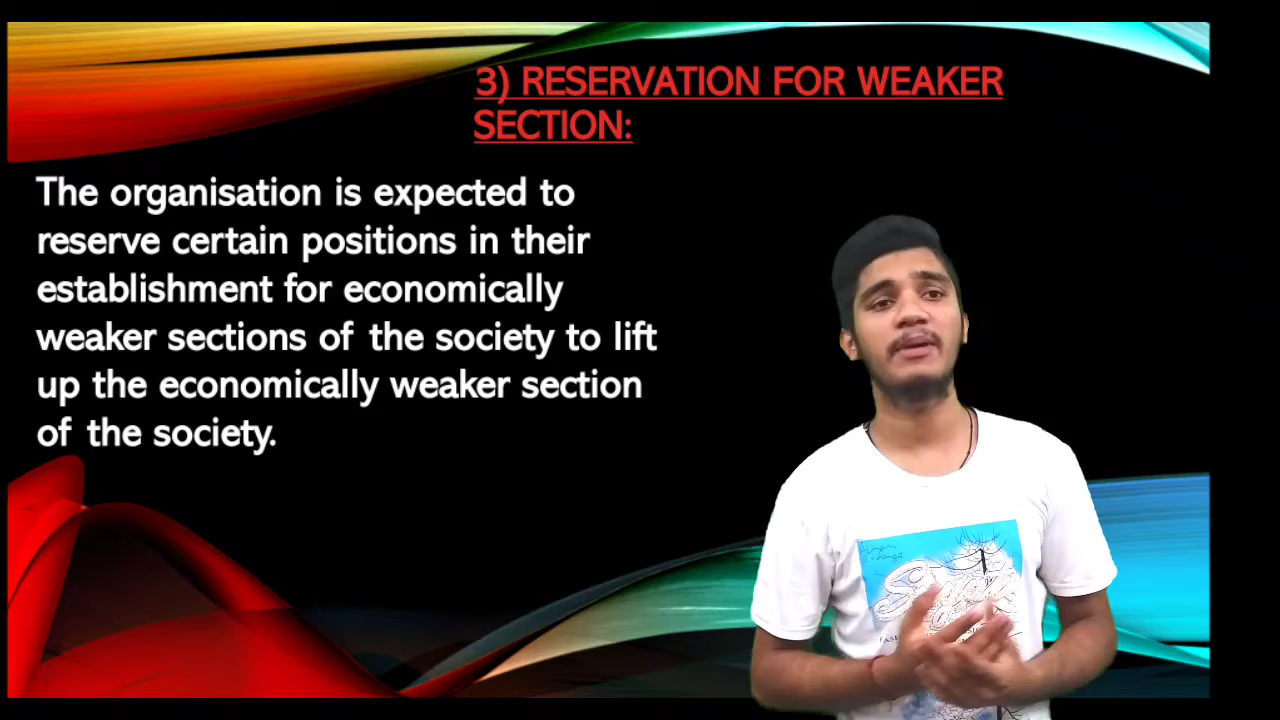 3) RESERVATION FOR WEAKER
SECTION:
The organisation is expected to
reserve certain positions in their
establishment for economically
weaker sections of the society to lift
up the economically weaker section
of the society.